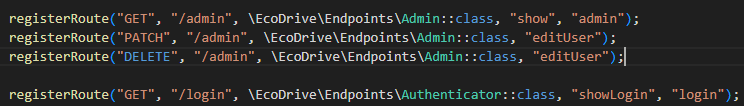 registerRoute("GET", "/admin", \EcoDrive\Endpoints\Admin::class, "show", "admin");
registerRoute("PATCH", "/admin", \EcoDrive\Endpoints\Admin::class, "editUser");
registerRoute("DELETE", "/admin", \EcoDrive\Endpoints\Admin::class, "editUser");
registerRoute("GET", "/login", \EcoDrive\Endpoints\Authenticator::class, "showLogin", "login");